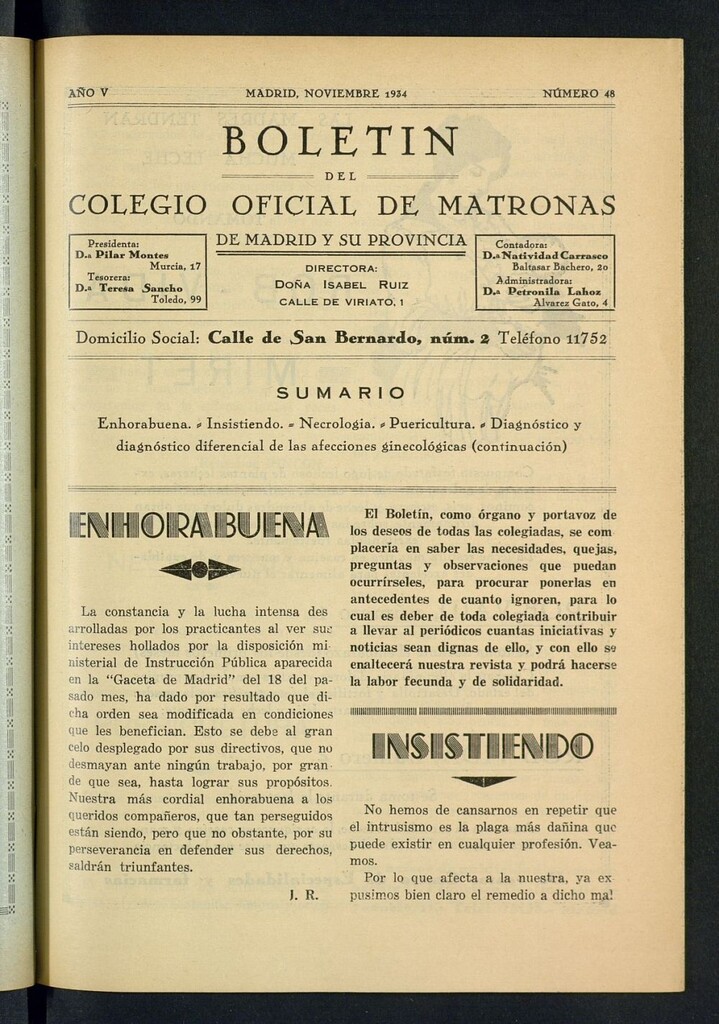 AÑO V MADRID, NOVIEMBRE 1934 NÚMERO 48
BOLETIN
DEL
COLEGIO OFICIAL DE MATRONAS
DE MADRID Y SU PROVINCIA
Presidenta:
D.ª Pilar Montes
Murcia, 17
Tesorera:
D.ª Teresa Sancho
Toledo, 99
DIRECTORA:
DOÑA ISABEL RUIZ
CALLE DE VIRIATO, 1
Contadora:
D.ª Natividad Carrasco
Baltasar Bachero, 20
Administradora:
D.ª Petronila Lahoz
Alvarez Gato, 4
Domicilio Social: Calle de San Bernardo, núm. 2 Teléfono 11752
SUMARIO
Enhorabuena. = Insistiendo. = Necrologia. = Puericultura. = Diagnóstico y
diagnóstico diferencial de las afecciones ginecológicas (continuación)
ENHORABUENA
La constancia y la lucha intensa des
arrolladas por los practicantes al ver sus
intereses hollados por la disposición mi
nisterial de Instrucción Pública aparecida
en la "Gaceta de Madrid" del 18 del pa-
sado mes, ha dado por resultado que di-
cha orden sea modificada en condiciones
que les benefician. Esto se debe al gran
celo desplegado por sus directivos, que no
desmayan ante ningún trabajo, por gran-
de que sea, hasta lograr sus propósitos.
Nuestra más cordial enhorabuena a los
queridos compañeros, que tan perseguidos
están siendo, pero que no obstante, por su
perseverancia en defender sus derechos,
saldrán triunfantes.
J. R.
El Boletín, como órgano y portavoz de
los deseos de todas las colegiadas, se com
placería en saber las necesidades, quejas,
preguntas y observaciones que puedan
ocurrírseles, para procurar ponerlas en
antecedentes de cuanto ignoren, para lo
cual es deber de toda colegiada contribuir
a llevar al periódicos cuantas iniciativas y
noticias sean dignas de ello, y con ello se
enaltecerá nuestra revista y podrá hacerse
la labor fecunda y de solidaridad.
INSISTIENDO
No hemos de cansarnos en repetir que
el intrusismo es la plaga más dañina que
puede existir en cualquier profesión. Vea-
mos.
Por lo que afecta a la nuestra, ya ex
pusimos bien claro el remedio a dicho mal